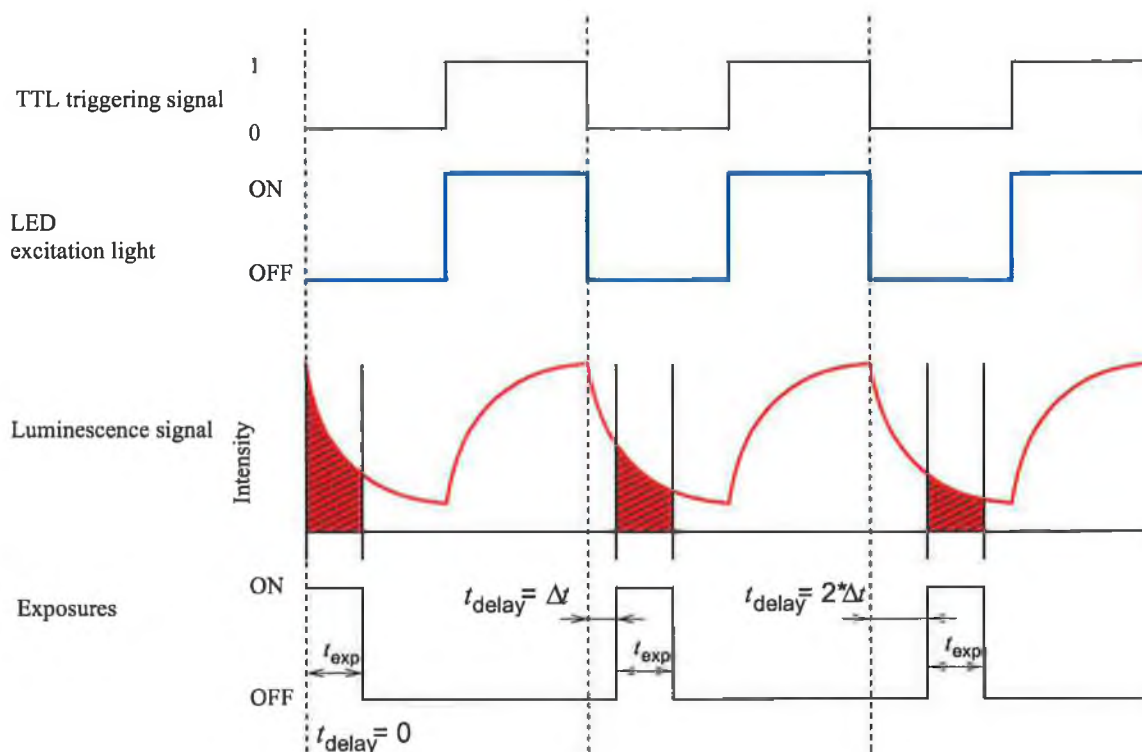 1
TTL triggering signal
0
ON
LED
excitation light
OFF
Luminescence signal
Intensity
ON
Exposures
t_delay = Δt
t_delay = 2*Δt
t_exp
t_exp
t_exp
OFF
t_delay = 0